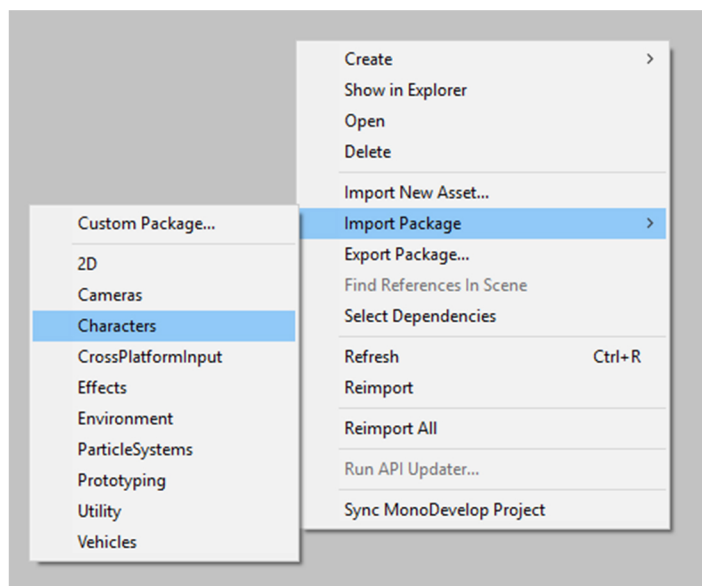 Create
Show in Explorer
Open
Delete
Import New Asset...
Import Package
Export Package...
Find References In Scene
Select Dependencies
Refresh Ctrl+R
Reimport
Reimport All
Run API Updater...
Sync MonoDevelop Project
Custom Package...
2D
Cameras
Characters
CrossPlatformInput
Effects
Environment
ParticleSystems
Prototyping
Utility
Vehicles